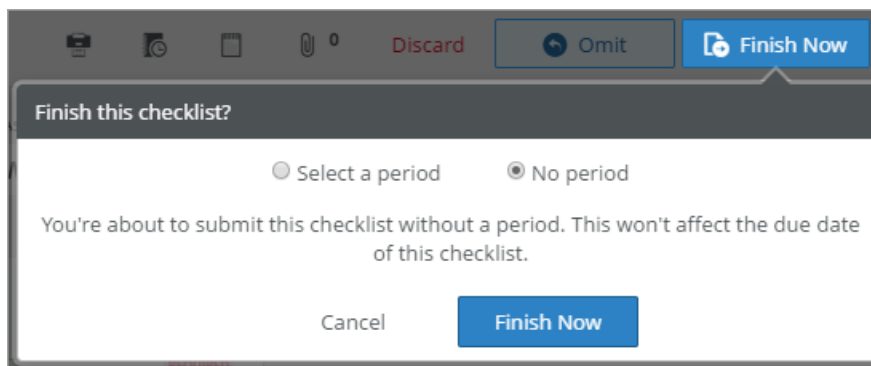 0 Discard Omit Finish Now
Finish this checklist?
Select a period No period
You're about to submit this checklist without a period. This won't affect the due date
of this checklist.
Cancel Finish Now